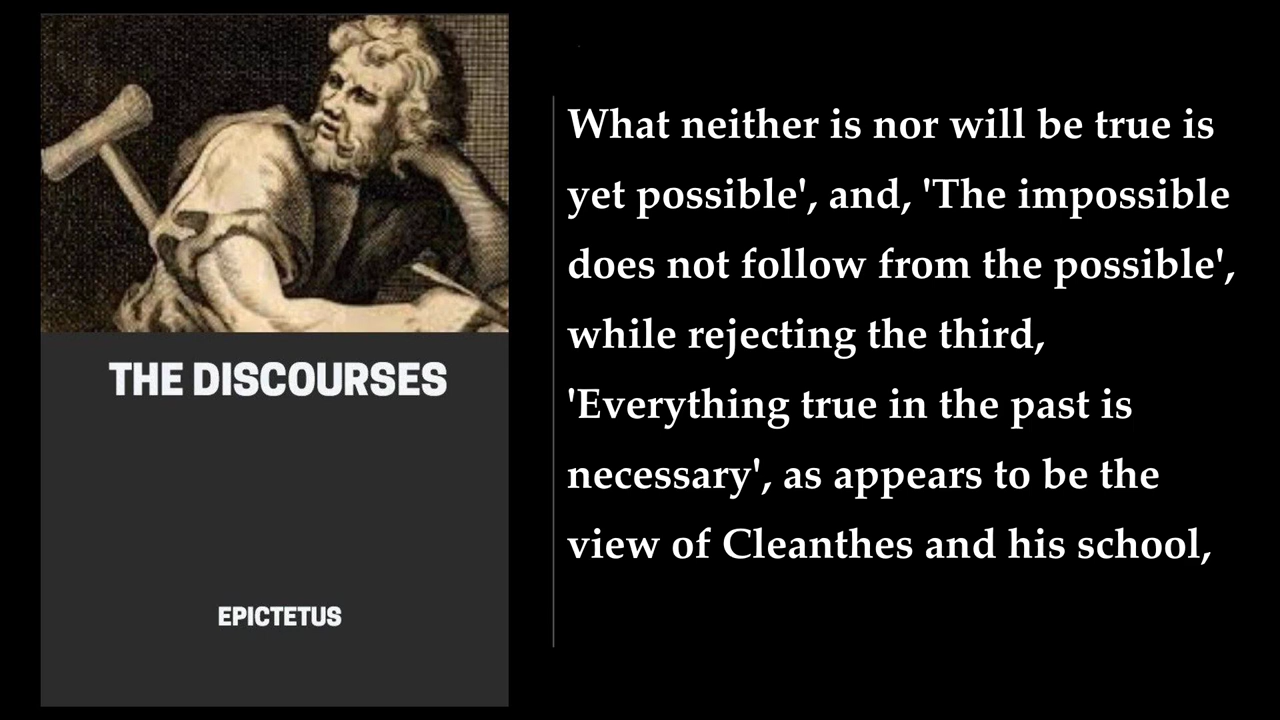 THE DISCOURSES
EPICTETUS
What neither is nor will be true is
yet possible', and, 'The impossible
does not follow from the possible',
while rejecting the third,
'Everything true in the past is
necessary', as appears to be the
view of Cleanthes and his school,